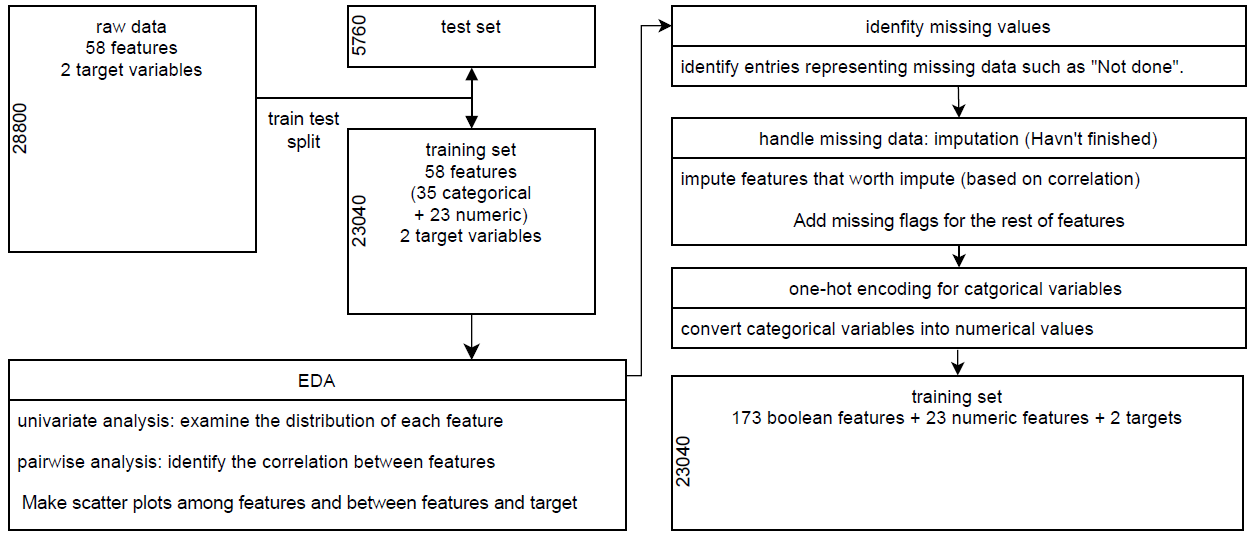 raw data
58 features
2 target variables
28800
train test
split
5760
test set
training set
58 features
(35 categorical
+ 23 numeric)
2 target variables
23040
EDA
univariate analysis: examine the distribution of each feature
pairwise analysis: identify the correlation between features
Make scatter plots among features and between features and target
idenfity missing values
identify entries representing missing data such as "Not done".
handle missing data: imputation (Havn't finished)
impute features that worth impute (based on correlation)
Add missing flags for the rest of features
one-hot encoding for catgorical variables
convert categorical variables into numerical values
training set
173 boolean features + 23 numeric features + 2 targets
23040